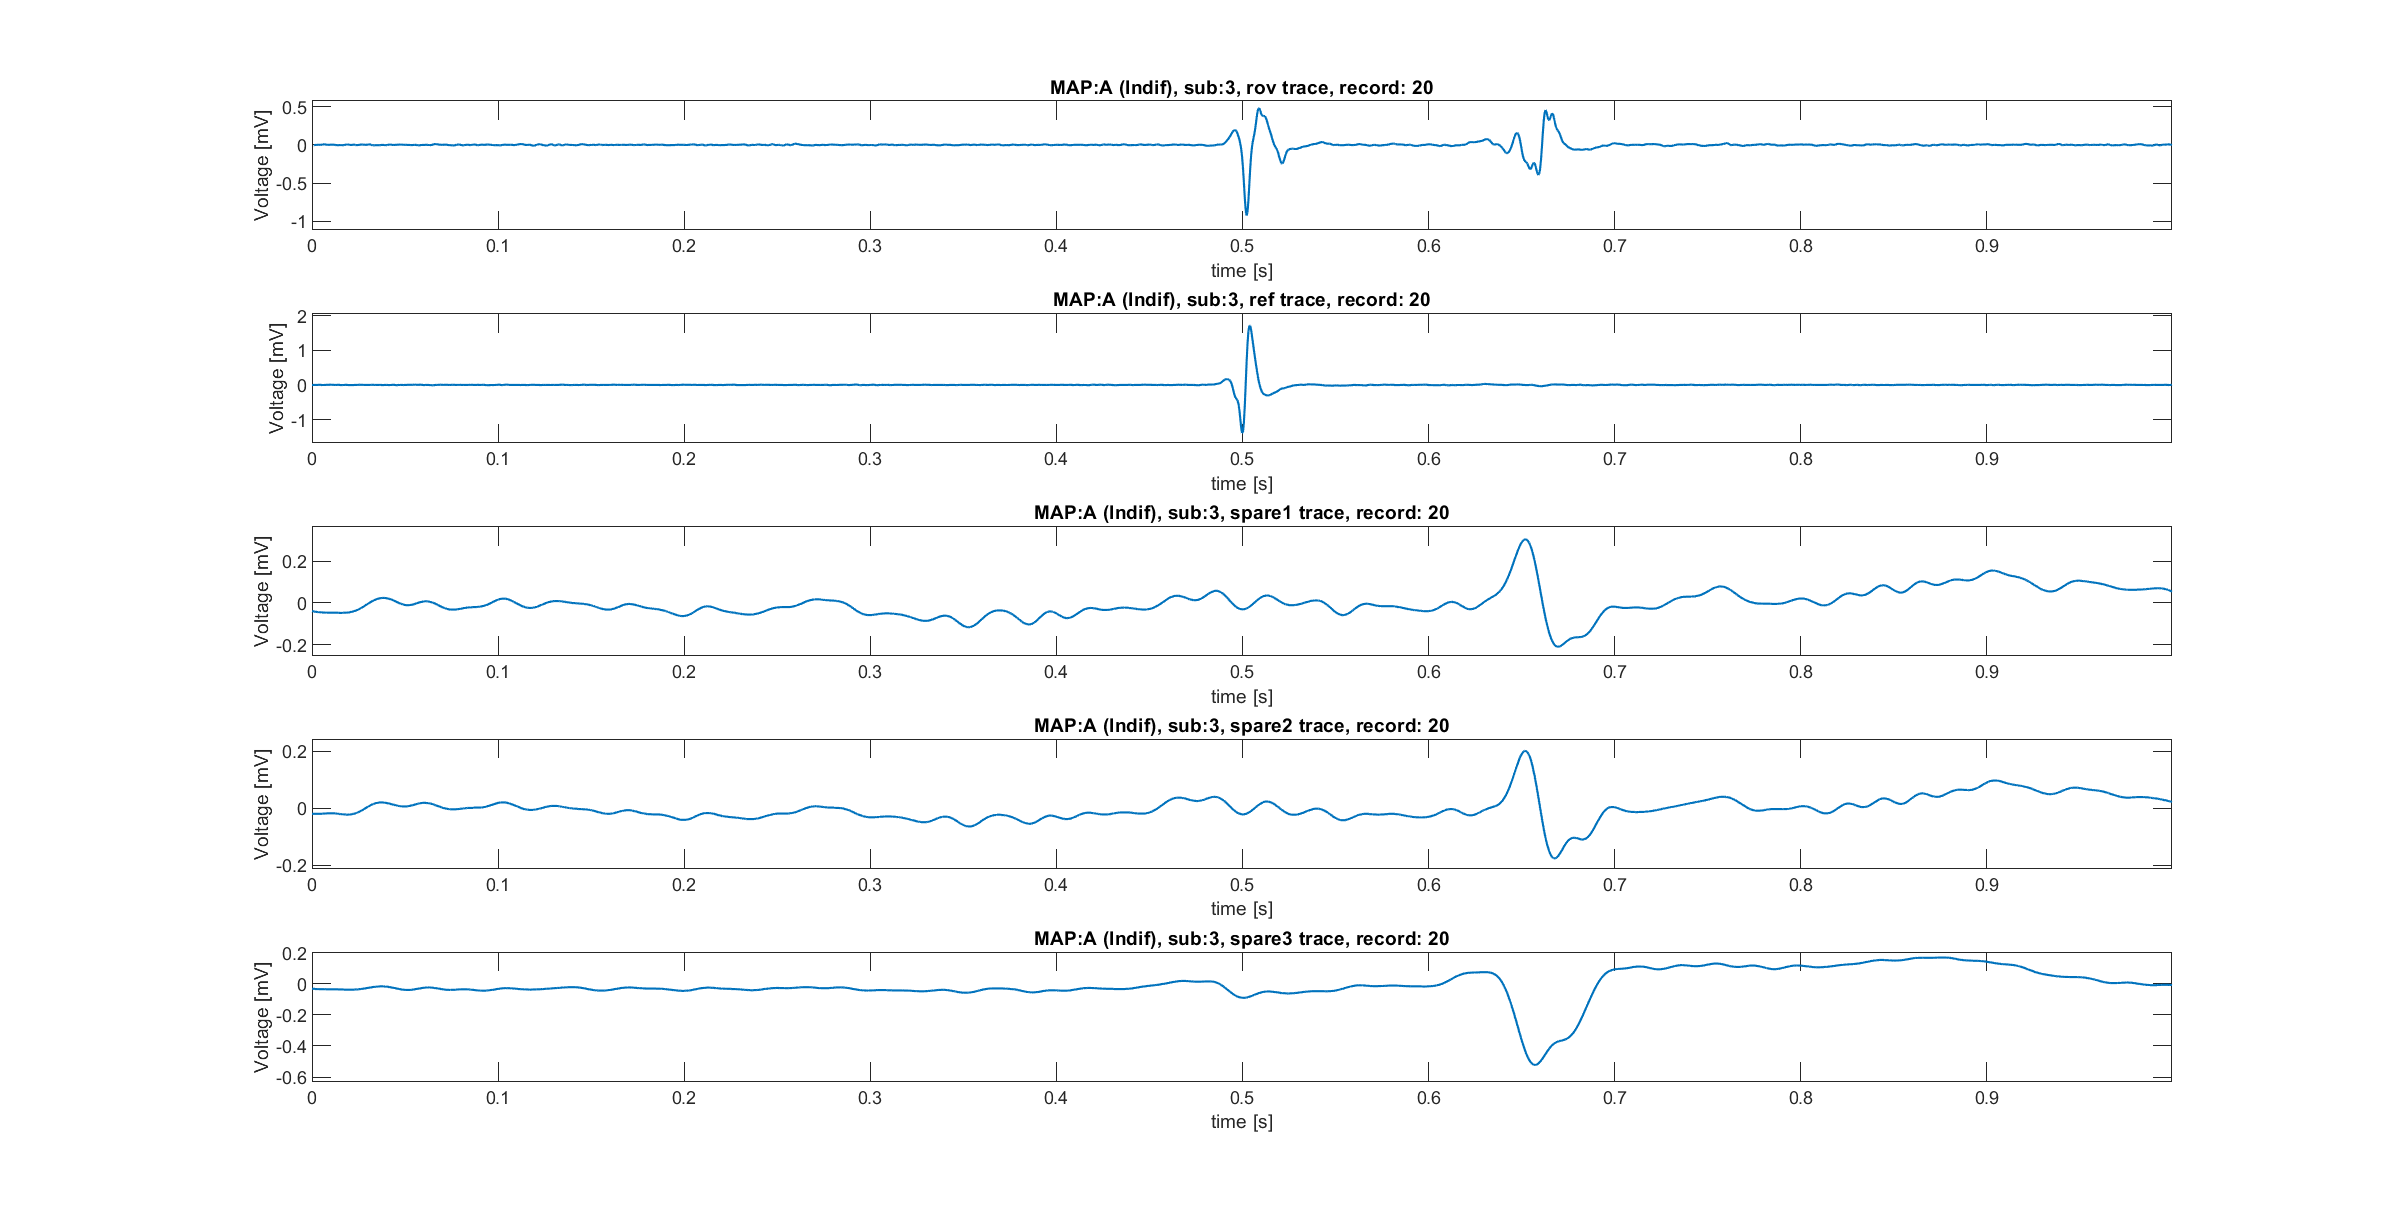 MAP:A (Indif), sub:3, rov trace, record: 20
Voltage [mV]
0.5
0
-0.5
-1
0 0.1 0.2 0.3 0.4 0.5 0.6 0.7 0.8 0.9
time [s]
MAP:A (Indif), sub:3, ref trace, record: 20
Voltage [mV]
2
1
0
-1
0 0.1 0.2 0.3 0.4 0.5 0.6 0.7 0.8 0.9
time [s]
MAP:A (Indif), sub:3, spare1 trace, record: 20
Voltage [mV]
0.2
0
-0.2
0 0.1 0.2 0.3 0.4 0.5 0.6 0.7 0.8 0.9
time [s]
MAP:A (Indif), sub:3, spare2 trace, record: 20
Voltage [mV]
0.2
0
-0.2
0 0.1 0.2 0.3 0.4 0.5 0.6 0.7 0.8 0.9
time [s]
MAP:A (Indif), sub:3, spare3 trace, record: 20
Voltage [mV]
0.2
0
-0.2
-0.4
-0.6
0 0.1 0.2 0.3 0.4 0.5 0.6 0.7 0.8 0.9
time [s]